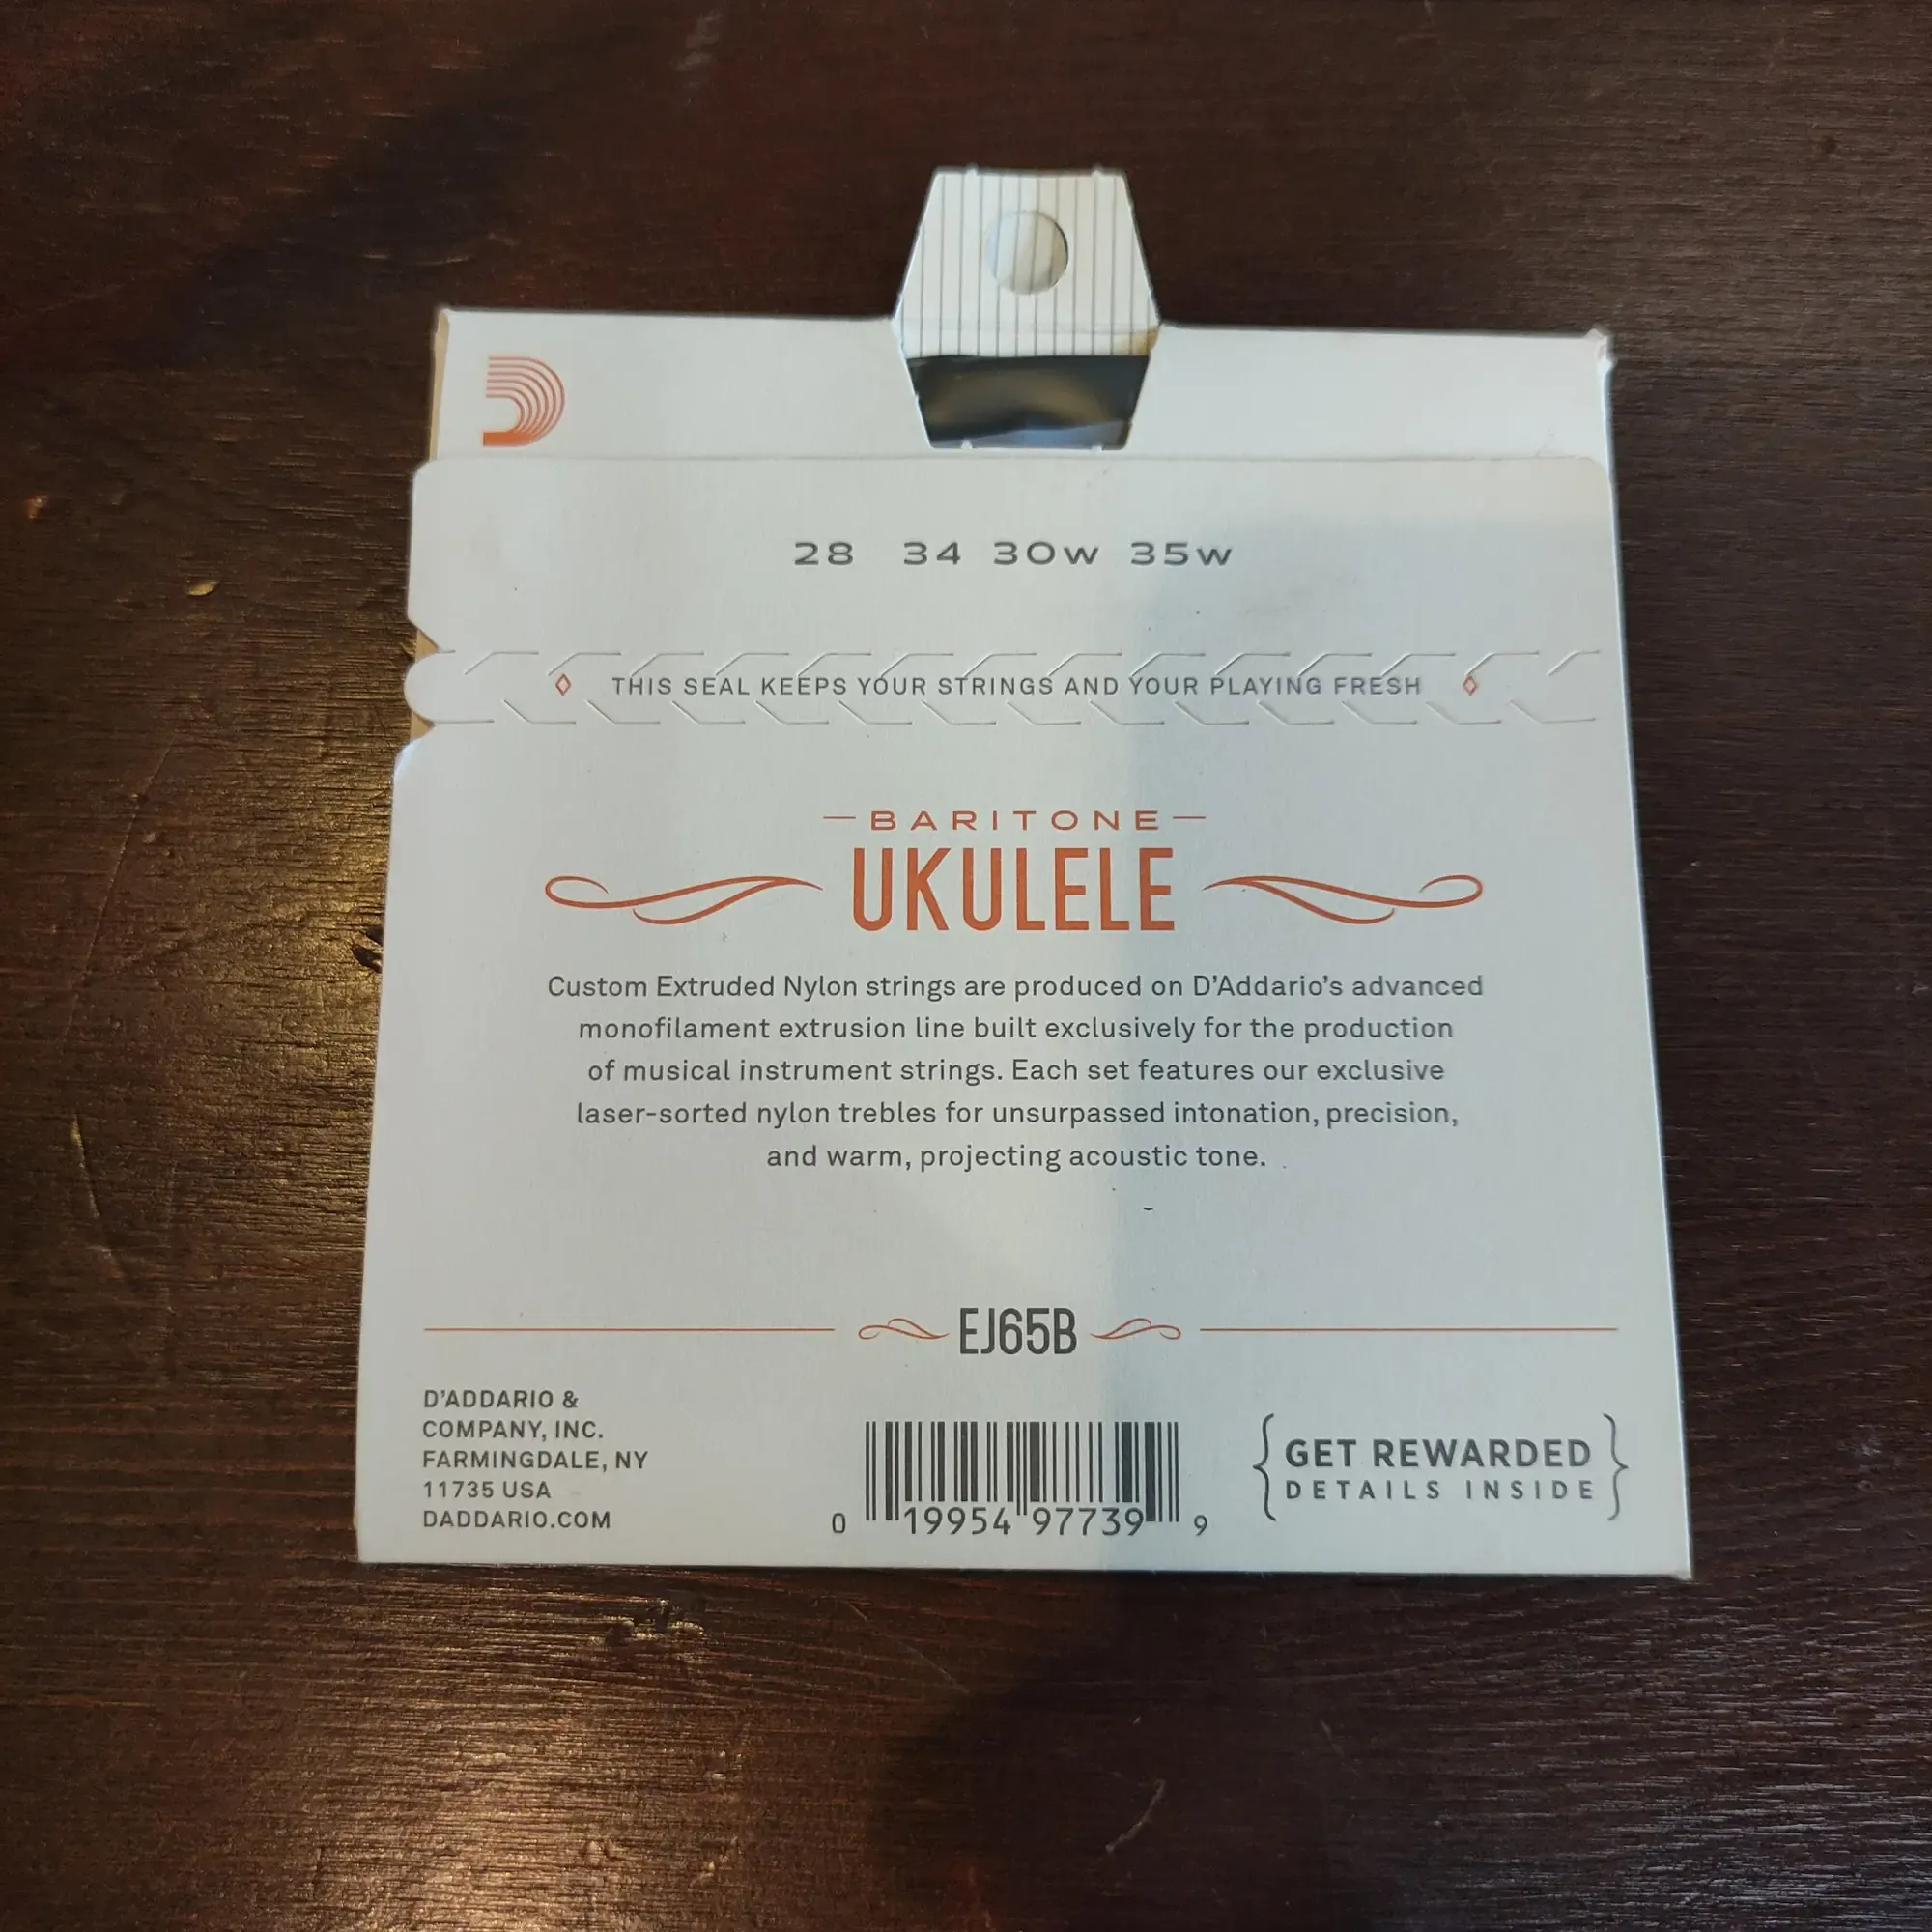 28 34 30w 35w
THIS SEAL KEEPS YOUR STRINGS AND YOUR PLAYING FRESH
BARITONE
UKULELE
Custom Extruded Nylon strings are produced on D'Addario's advanced
monofilament extrusion line built exclusively for the production
of musical instrument strings. Each set features our exclusive
laser-sorted nylon trebles for unsurpassed intonation, precision,
and warm, projecting acoustic tone.
EJ65B
D'ADDARIO &
COMPANY, INC.
FARMINGDALE, NY
11735 USA
DADDARIO.COM
0 19954 97739 9
GET REWARDED
DETAILS INSIDE